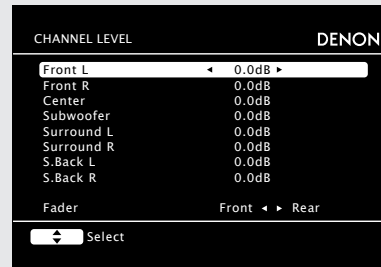 CHANNEL LEVEL DENON
Front L ◄ 0.0dB ►
Front R 0.0dB
Center 0.0dB
Subwoofer 0.0dB
Surround L 0.0dB
Surround R 0.0dB
S.Back L 0.0dB
S.Back R 0.0dB
Fader Front ◄ ► Rear
Select